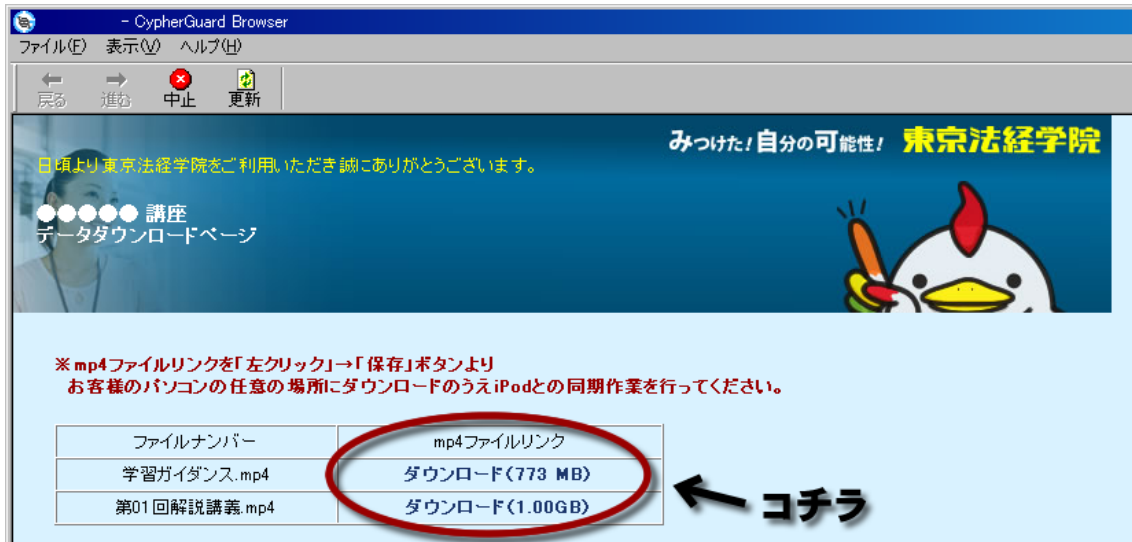 - CypherGuard Browser
ファイル(F) 表示(V) ヘルプ(H)
戻る 進む 中止 更新
みつけた!自分の可能性! 東京法経学院
日頃より東京法経学院をご利用いただき誠にありがとうございます。
●●●●● 講座
データダウンロードページ
※mp4ファイルリンクを「左クリック」→「保存」ボタンより
お客様のパソコンの任意の場所にダウンロードのうえiPodとの同期作業を行ってください。
ファイルナンバー mp4ファイルリンク
学習ガイダンス.mp4 ダウンロード(773 MB)
第01回解説講義.mp4 ダウンロード(1.00GB)
← コチラ